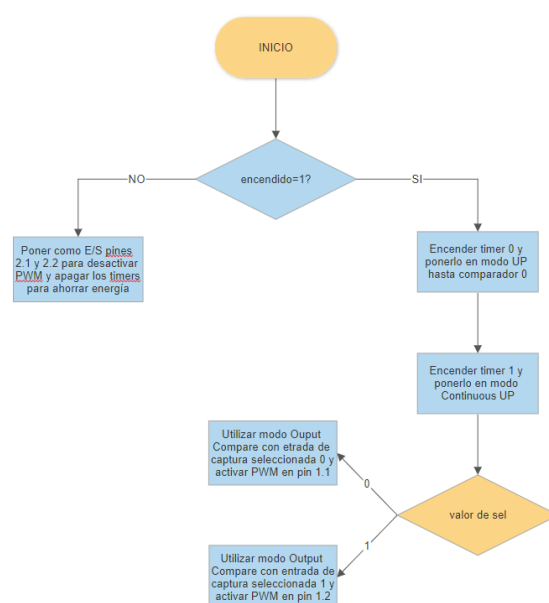 INICIO
encendido=1?
NO
SI
Poner como E/S pines
2.1 y 2.2 para desactivar
PWM y apagar los timers
para ahorrar energía
Encender timer 0 y
ponerlo en modo UP
hasta comparador 0
Encender timer 1 y
ponerlo en modo
Continuous UP
Utilizar modo Ouput
Compare con etrada de
captura seleccionada 0 y
activar PWM en pin 1.1
0
valor de sel
1
Utilizar modo Output
Compare con entrada de
captura seleccionada 1 y
activar PWM en pin 1.2